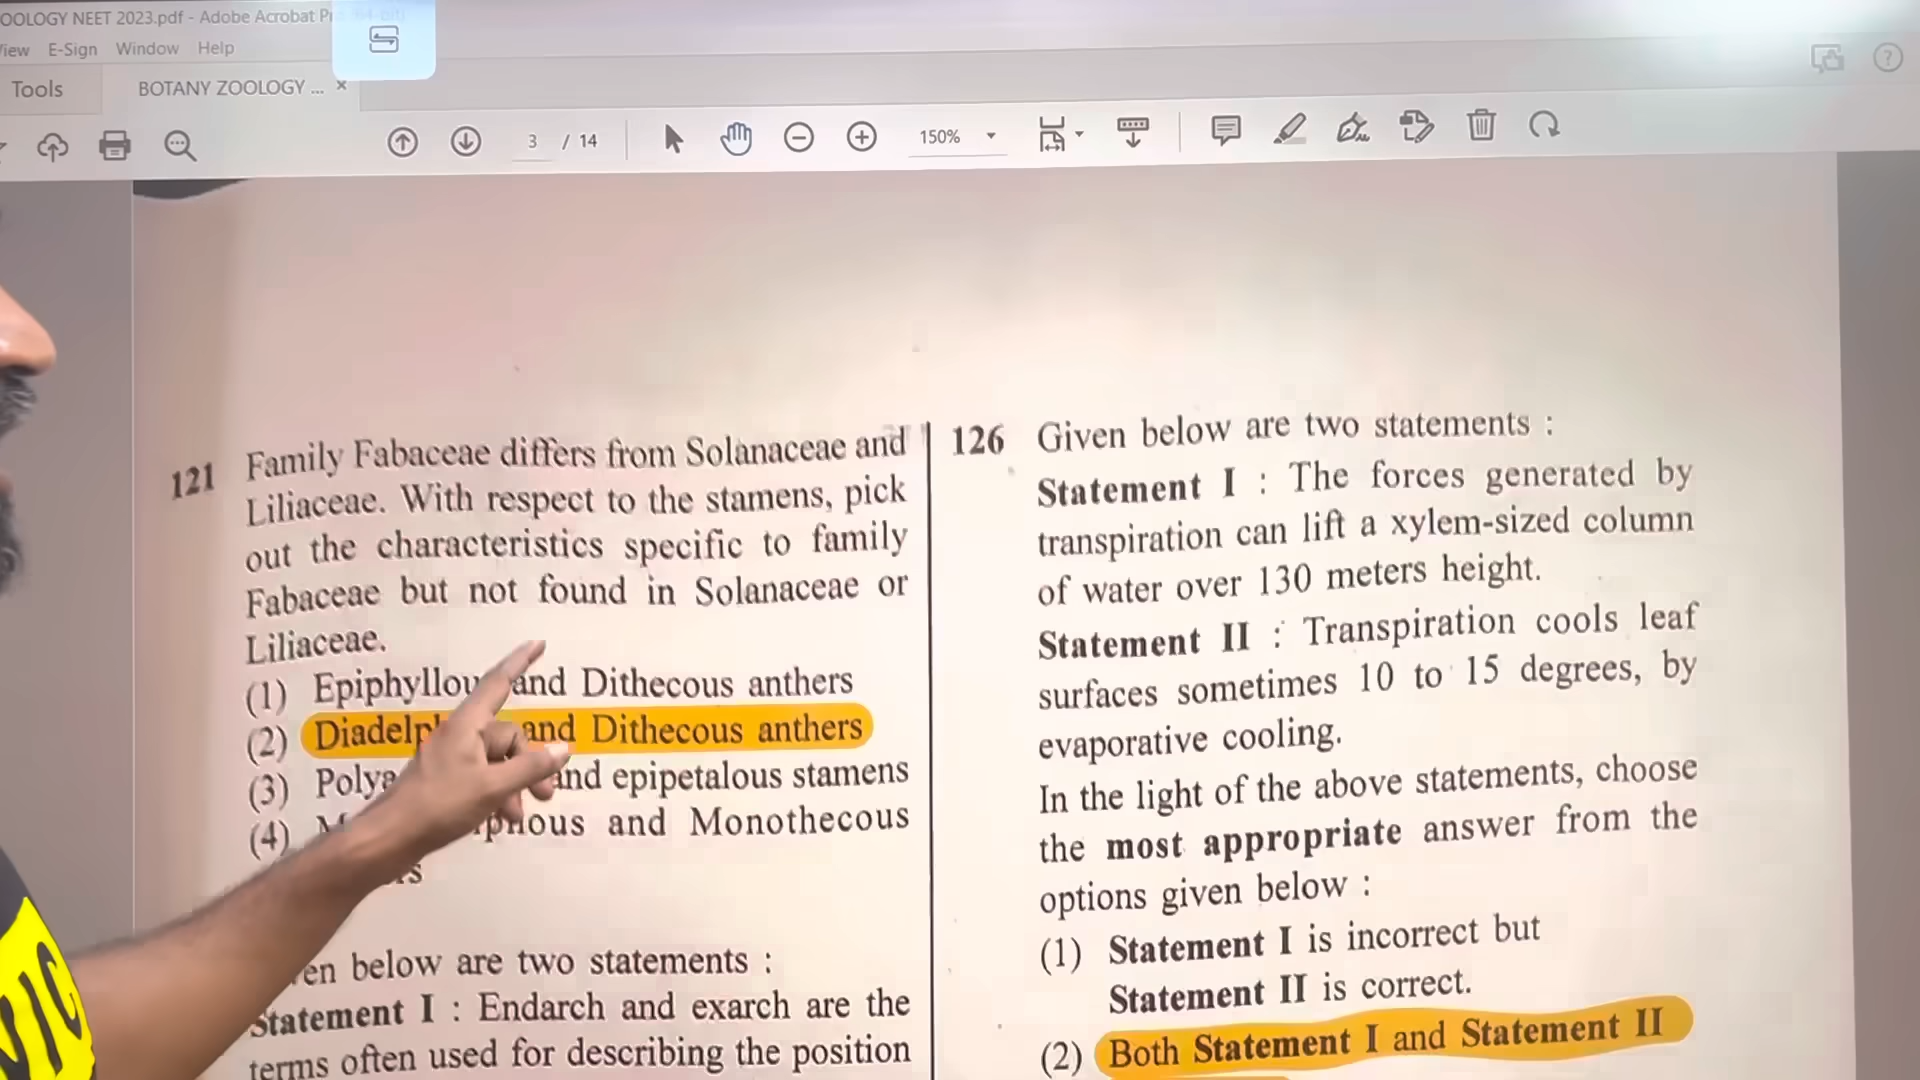 OOLOGY NEET 2023.pdf - Adobe Acrobat P
View E-Sign Window Help
Tools
BOTANY ZOOLOGY ... ×
3 / 14
150%
121 Family Fabaceae differs from Solanaceae and
Liliaceae. With respect to the stamens, pick
out the characteristics specific to family
Fabaceae but not found in Solanaceae or
Liliaceae.
(1) Epiphyllou and Dithecous anthers
(2) Diadelp and Dithecous anthers
(3) Polya and epipetalous stamens
(4) phous and Monothecous
rs
en below are two statements :
Statement I : Endarch and exarch are the
terms often used for describing the position
126 Given below are two statements :
Statement I : The forces generated by
transpiration can lift a xylem-sized column
of water over 130 meters height.
Statement II : Transpiration cools leaf
surfaces sometimes 10 to 15 degrees, by
evaporative cooling.
In the light of the above statements, choose
the most appropriate answer from the
options given below :
(1) Statement I is incorrect but
Statement II is correct.
(2) Both Statement I and Statement II
VIC